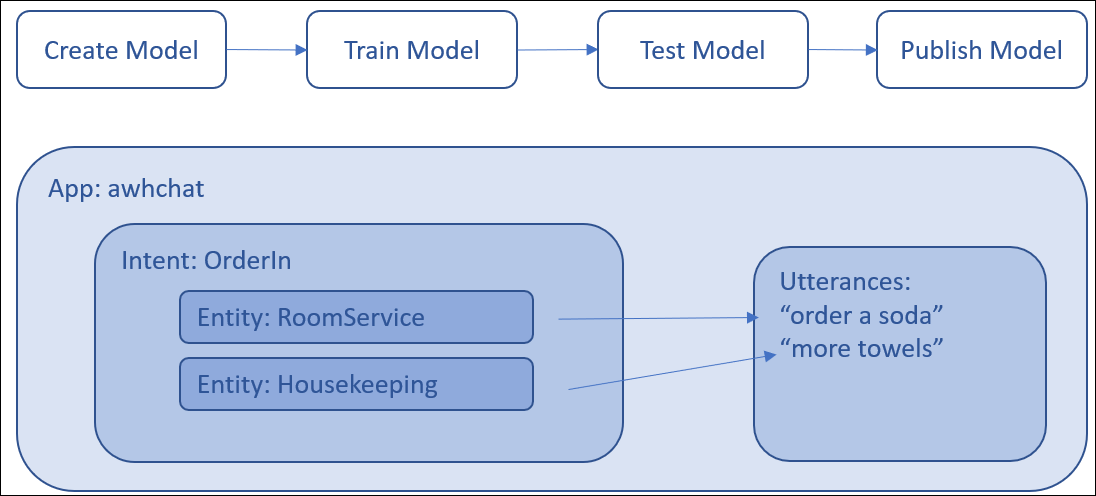 Create Model
Train Model
Test Model
Publish Model
App: awhchat
Intent: OrderIn
Entity: RoomService
Entity: Housekeeping
Utterances:
“order a soda”
“more towels”